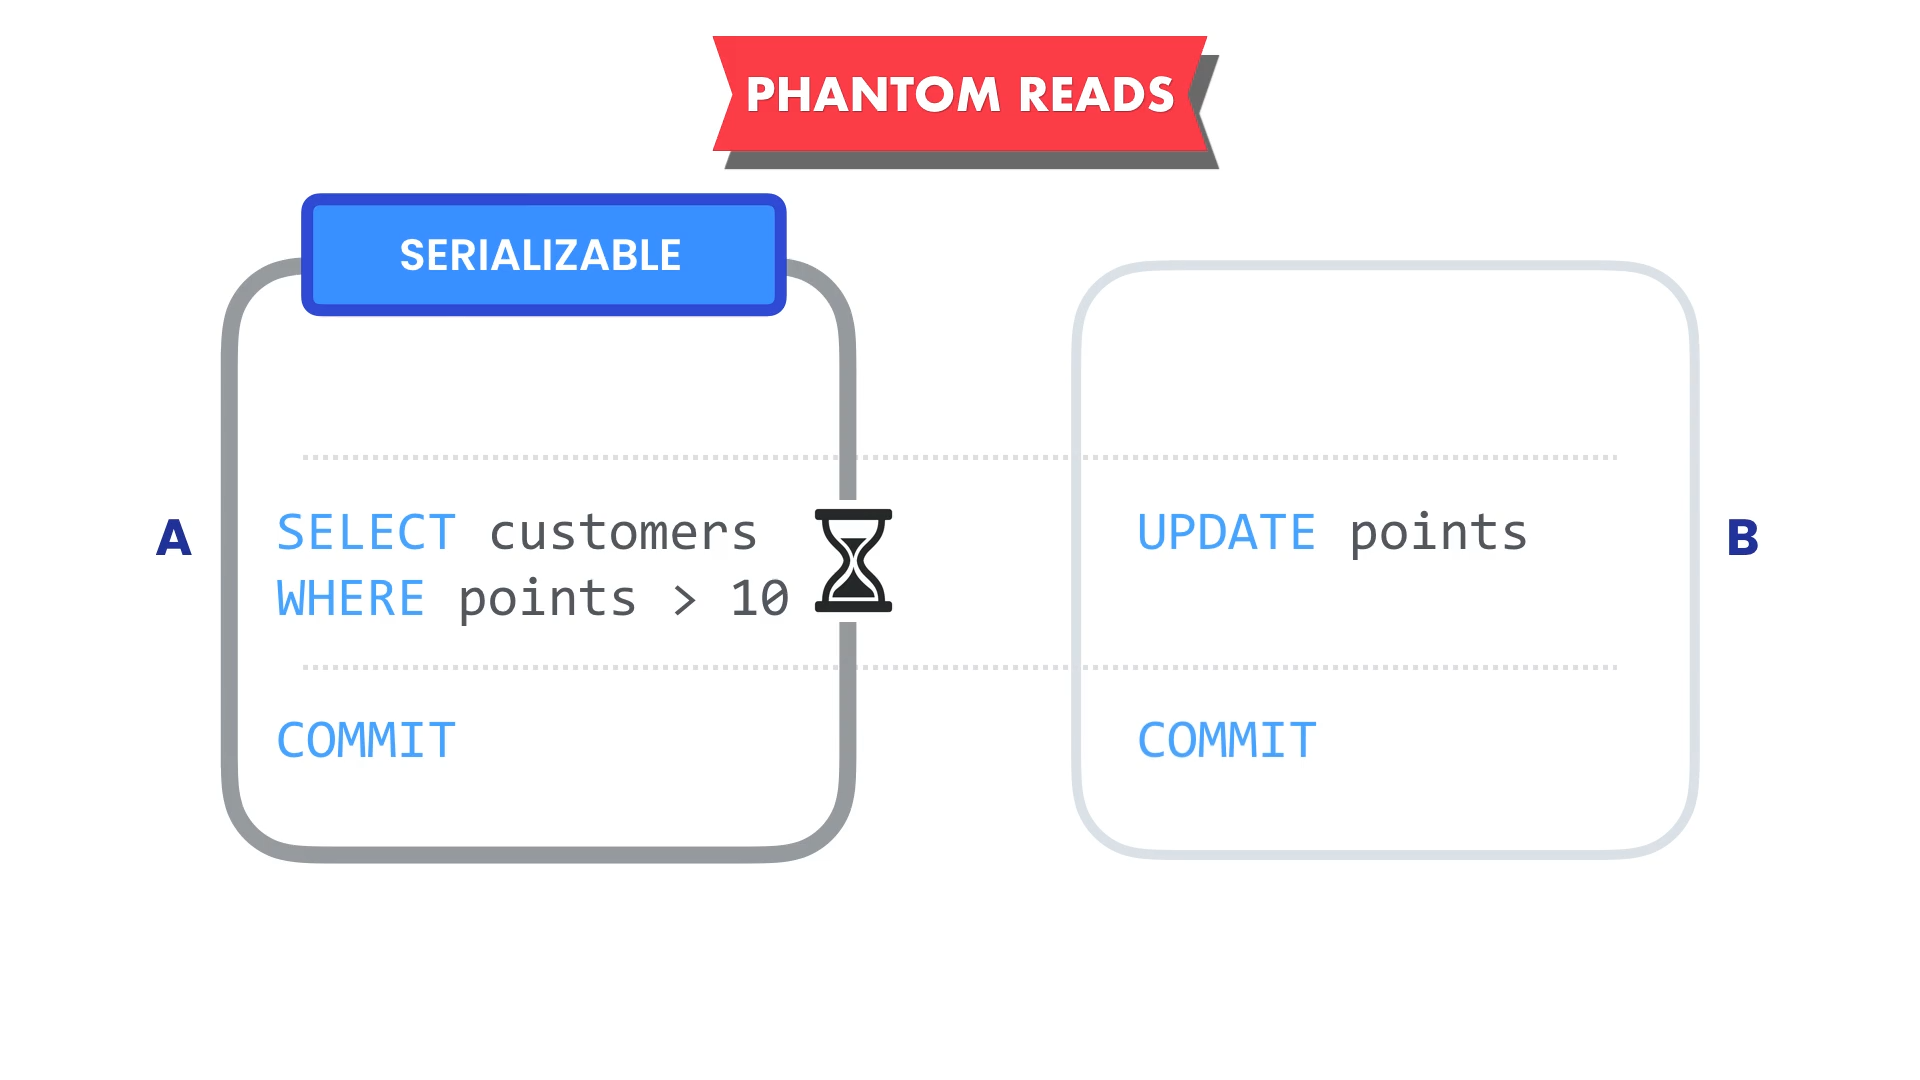 PHANTOM READS
SERIALIZABLE
A
SELECT customers
WHERE points > 10
COMMIT
UPDATE points
COMMIT
B